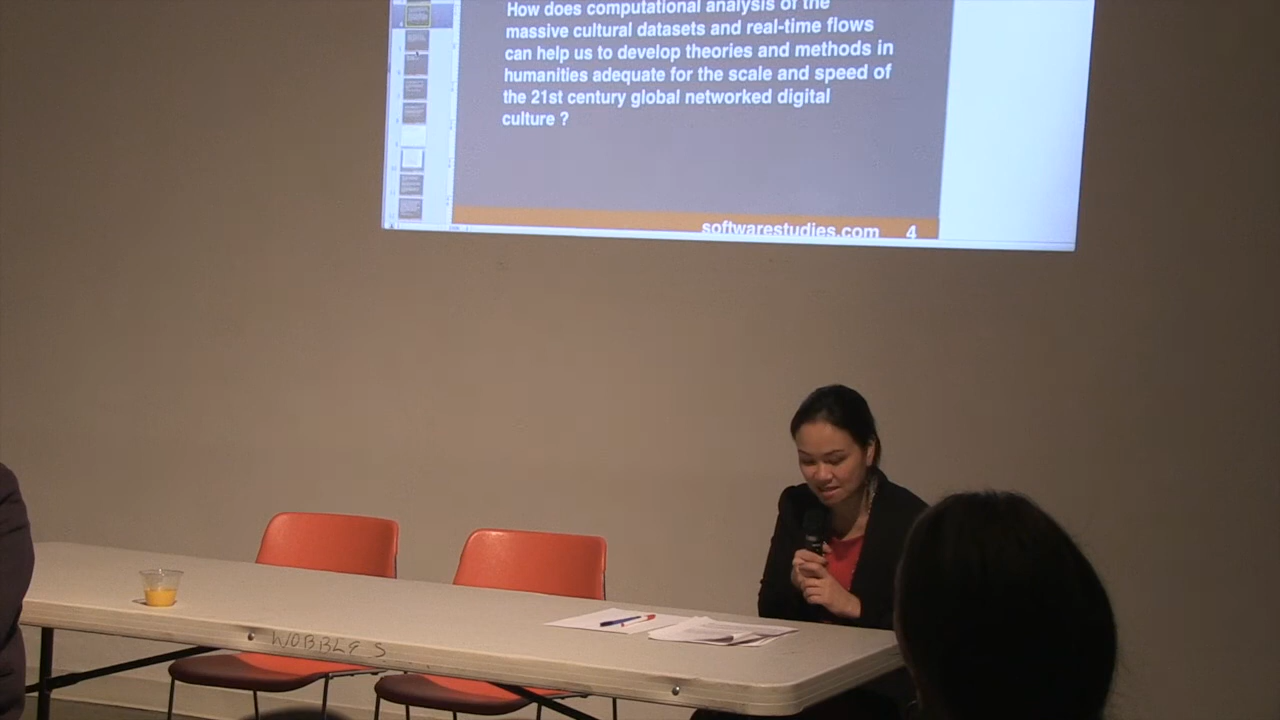 How does computational analysis of the
massive cultural datasets and real-time flows
can help us to develop theories and methods in
humanities adequate for the scale and speed of
the 21st century global networked digital
culture ?
softwarestudies.com 4
WOBBLES